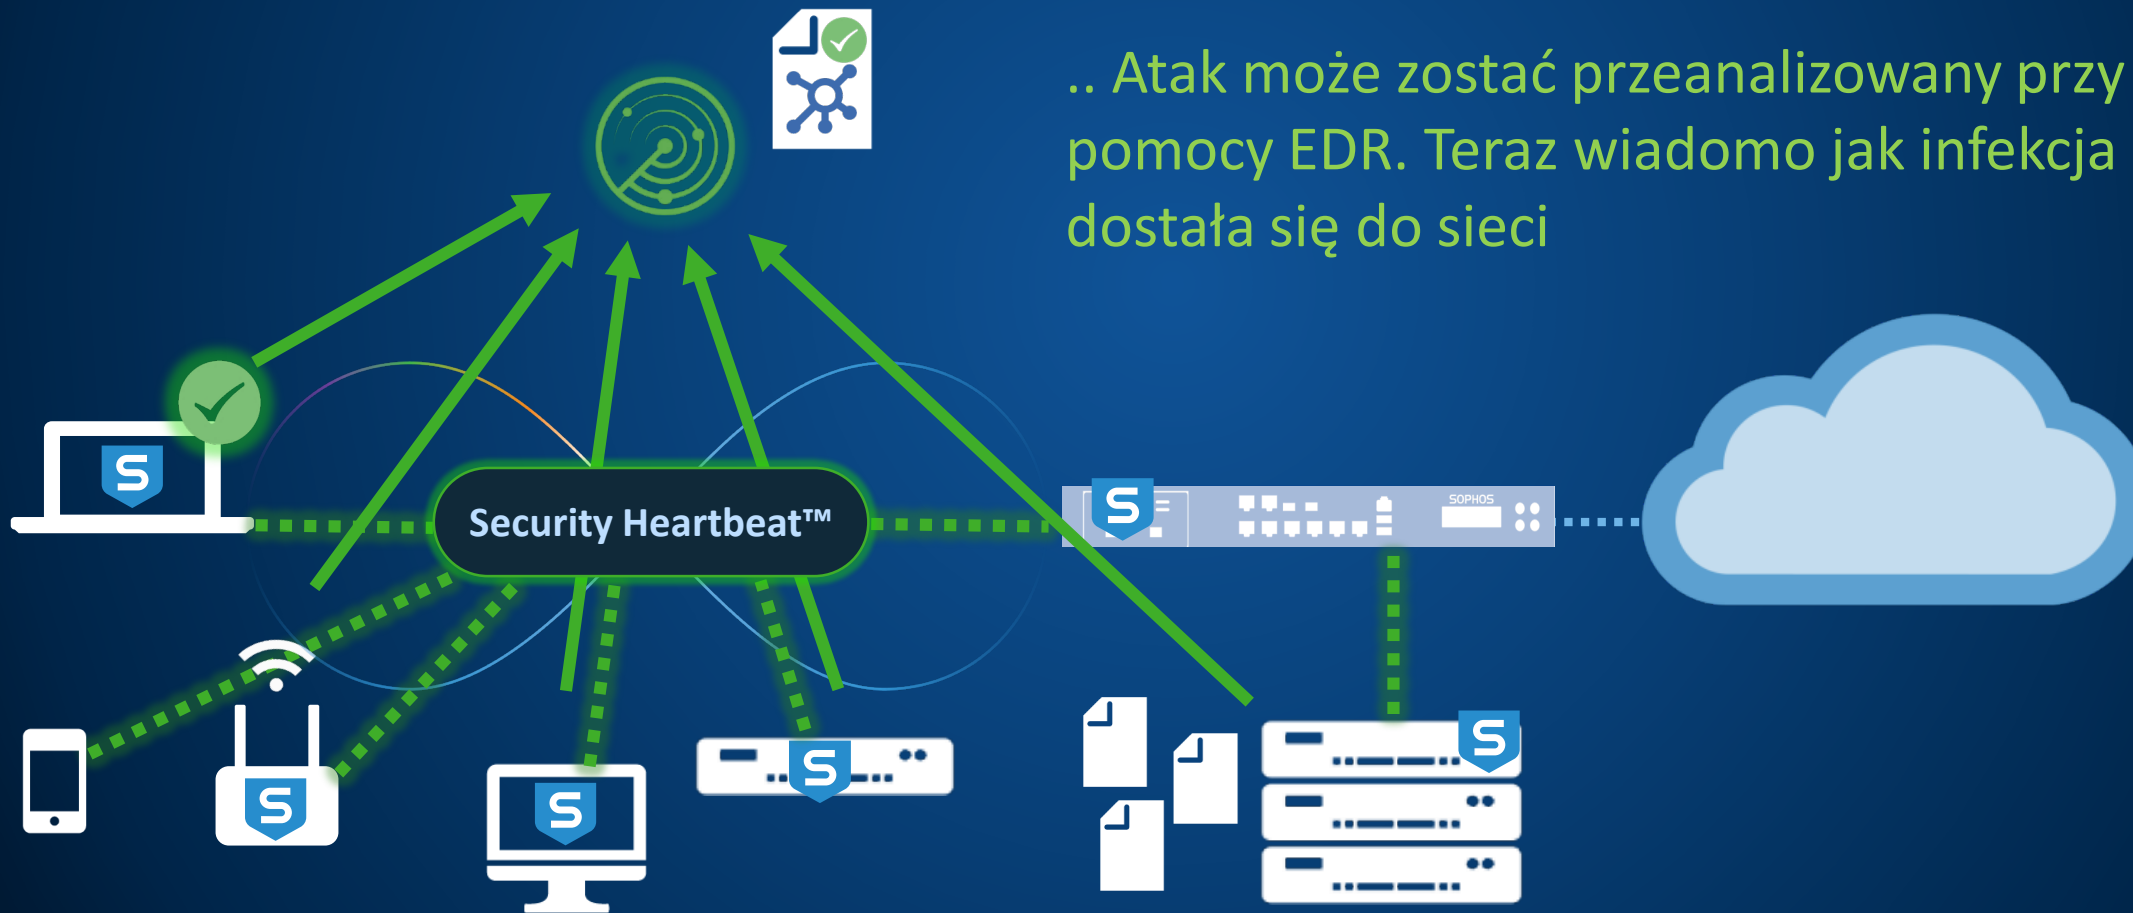 .. Atak może zostać przeanalizowany przy
pomocy EDR. Teraz wiadomo jak infekcja
dostała się do sieci
Security Heartbeat™
SOPHOS